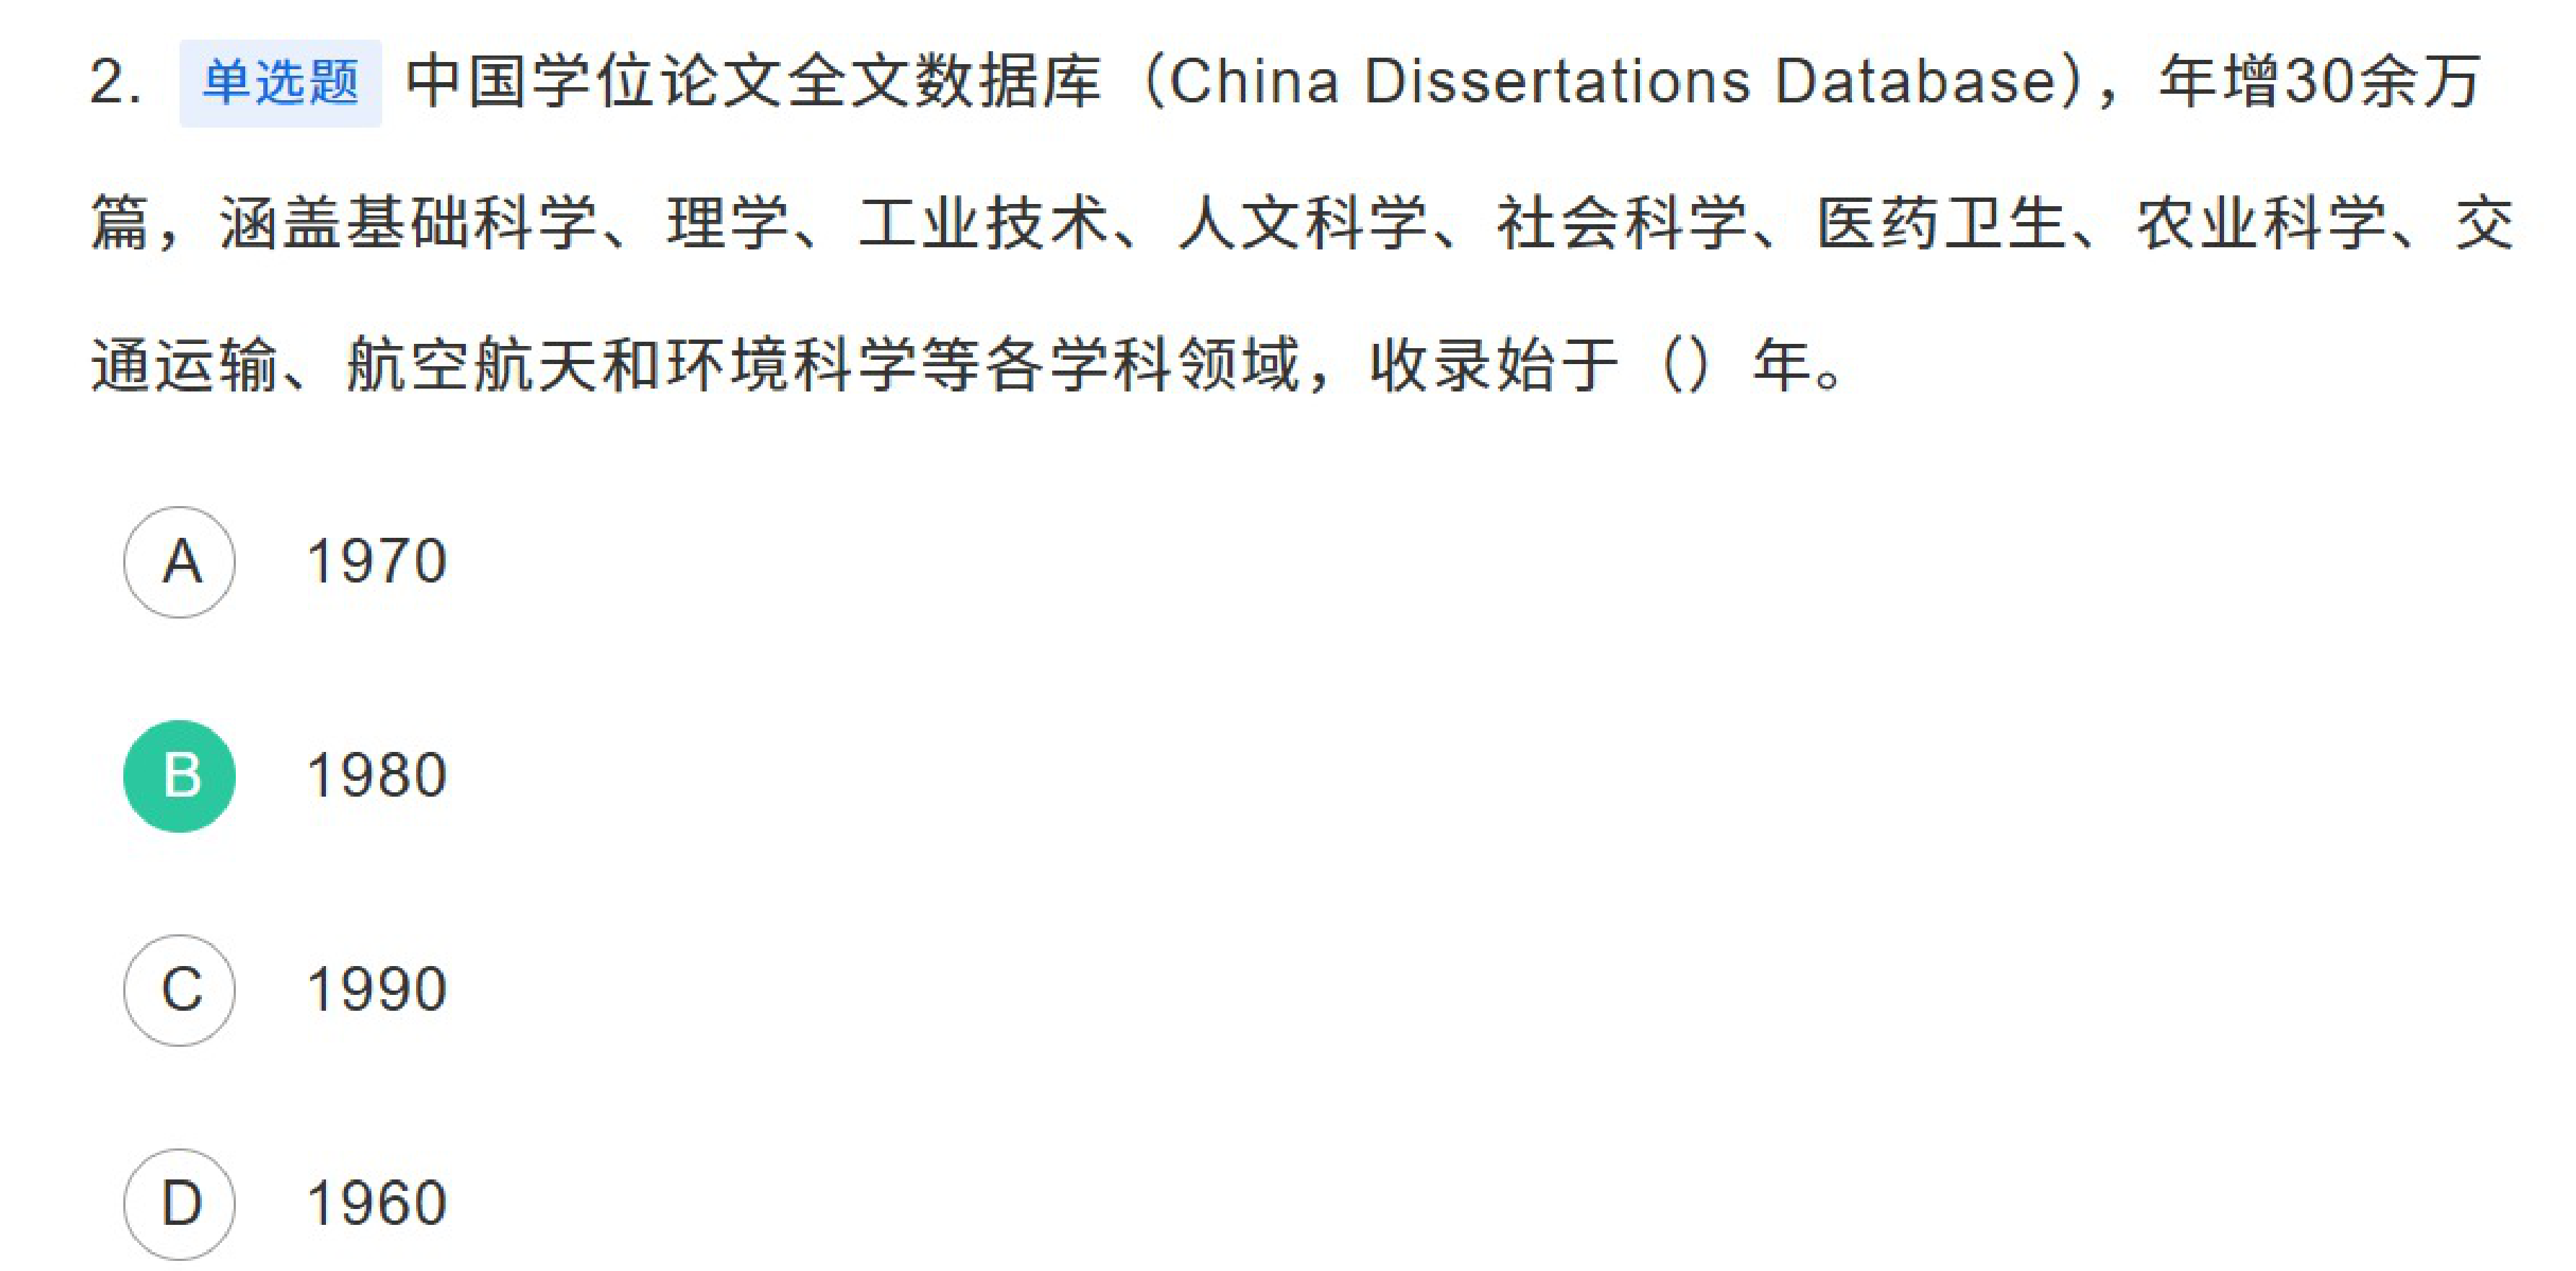 2. 单选题 中国学位论文全文数据库（China Dissertations Database），年增30余万
篇，涵盖基础科学、理学、工业技术、人文科学、社会科学、医药卫生、农业科学、交
通运输、航空航天和环境科学等各学科领域，收录始于（）年。
A 1970
B 1980
C 1990
D 1960